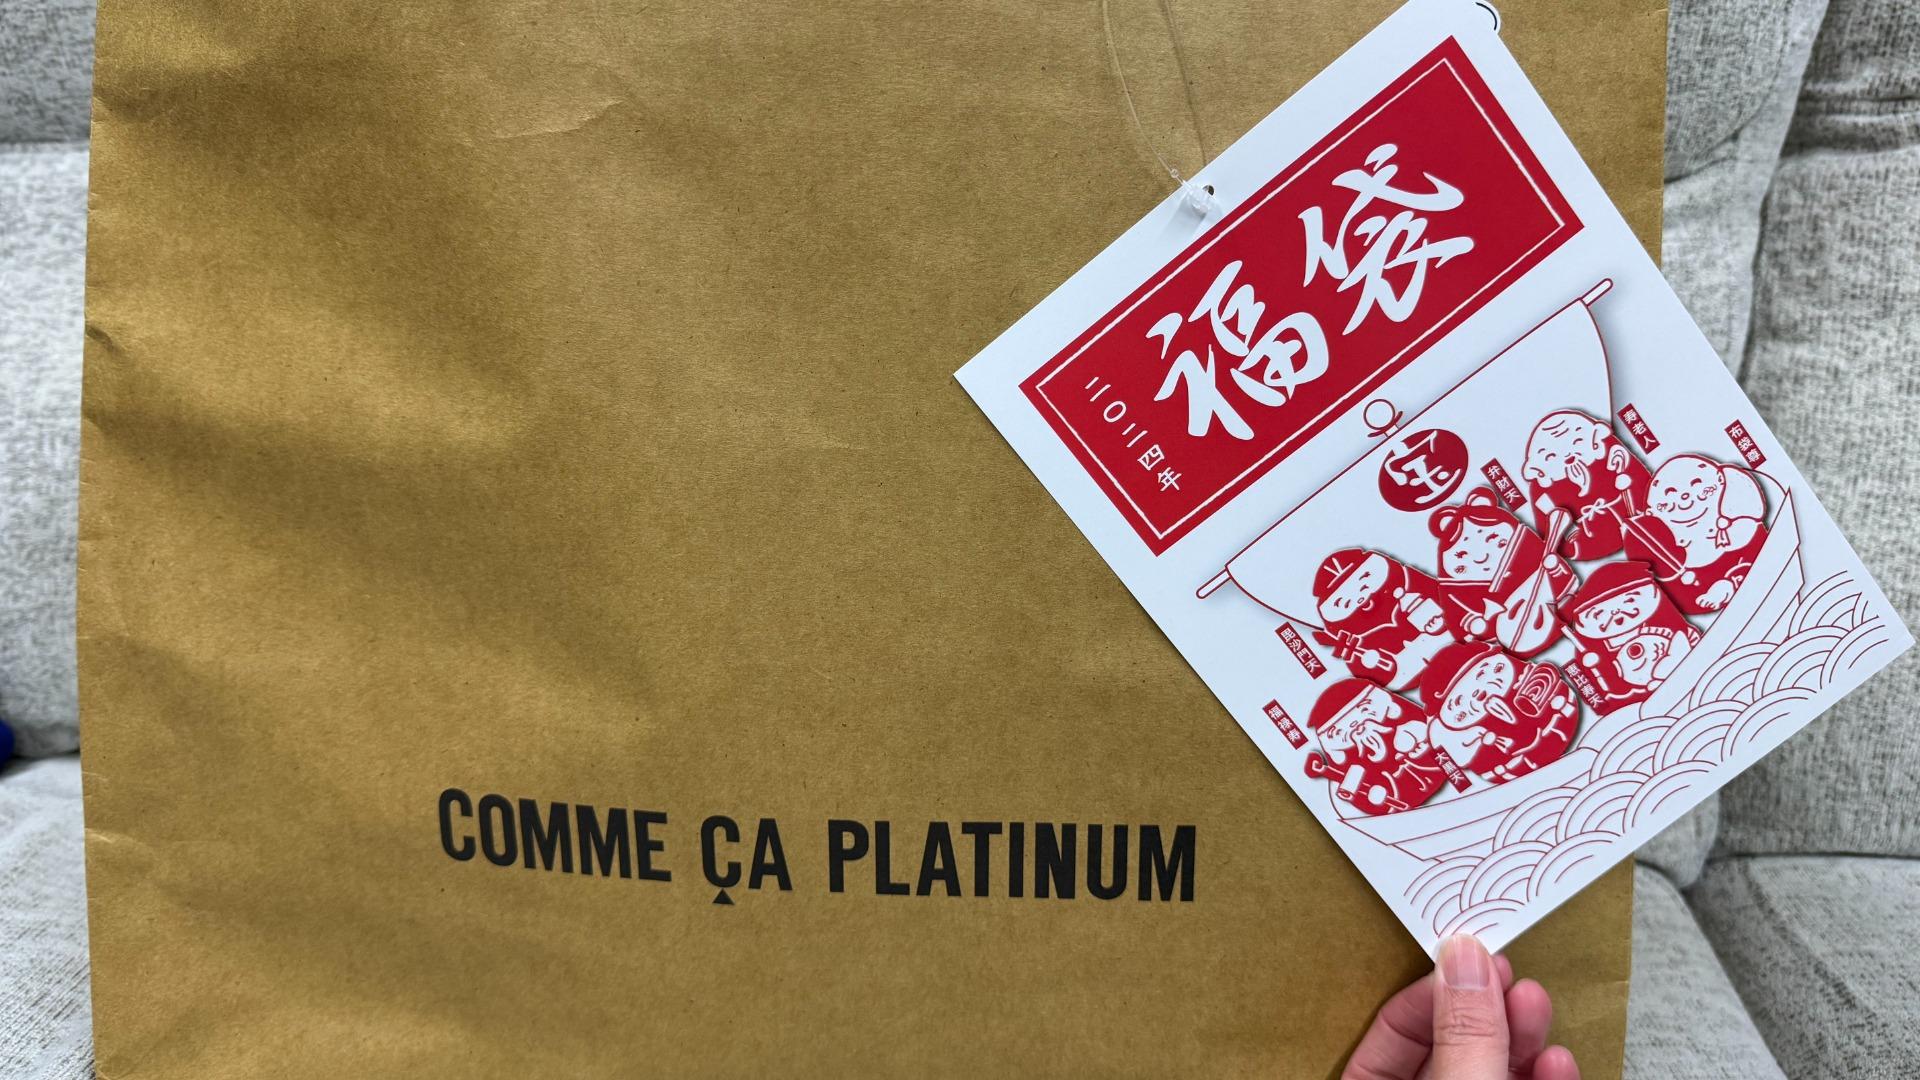 COMME ÇA PLATINUM
福袋
二〇二四年
宝
寿老人
布袋尊
弁財天
毘沙門天
恵比寿天
福禄寿
大黒天